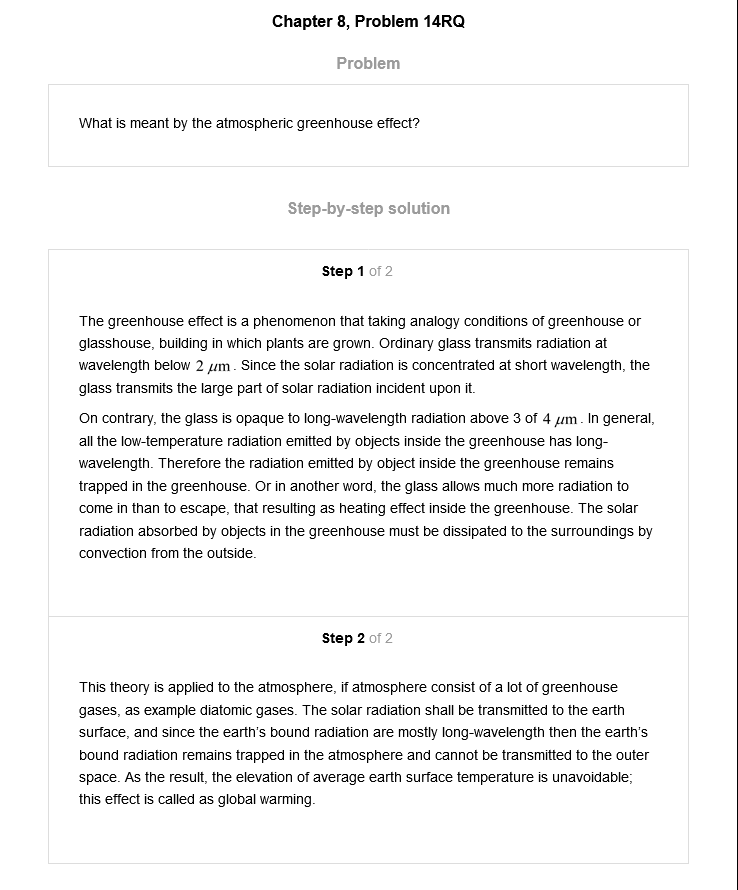 Chapter 8, Problem 14RQ
Problem
What is meant by the atmospheric greenhouse effect?
Step-by-step solution
Step 1 of 2
The greenhouse effect is a phenomenon that taking analogy conditions of greenhouse or
glasshouse, building in which plants are grown. Ordinary glass transmits radiation at
wavelength below 2 μm. Since the solar radiation is concentrated at short wavelength, the
glass transmits the large part of solar radiation incident upon it.
On contrary, the glass is opaque to long-wavelength radiation above 3 of 4 μm. In general,
all the low-temperature radiation emitted by objects inside the greenhouse has long-
wavelength. Therefore the radiation emitted by object inside the greenhouse remains
trapped in the greenhouse. Or in another word, the glass allows much more radiation to
come in than to escape, that resulting as heating effect inside the greenhouse. The solar
radiation absorbed by objects in the greenhouse must be dissipated to the surroundings by
convection from the outside.
Step 2 of 2
This theory is applied to the atmosphere, if atmosphere consist of a lot of greenhouse
gases, as example diatomic gases. The solar radiation shall be transmitted to the earth
surface, and since the earth's bound radiation are mostly long-wavelength then the earth's
bound radiation remains trapped in the atmosphere and cannot be transmitted to the outer
space. As the result, the elevation of average earth surface temperature is unavoidable;
this effect is called as global warming.